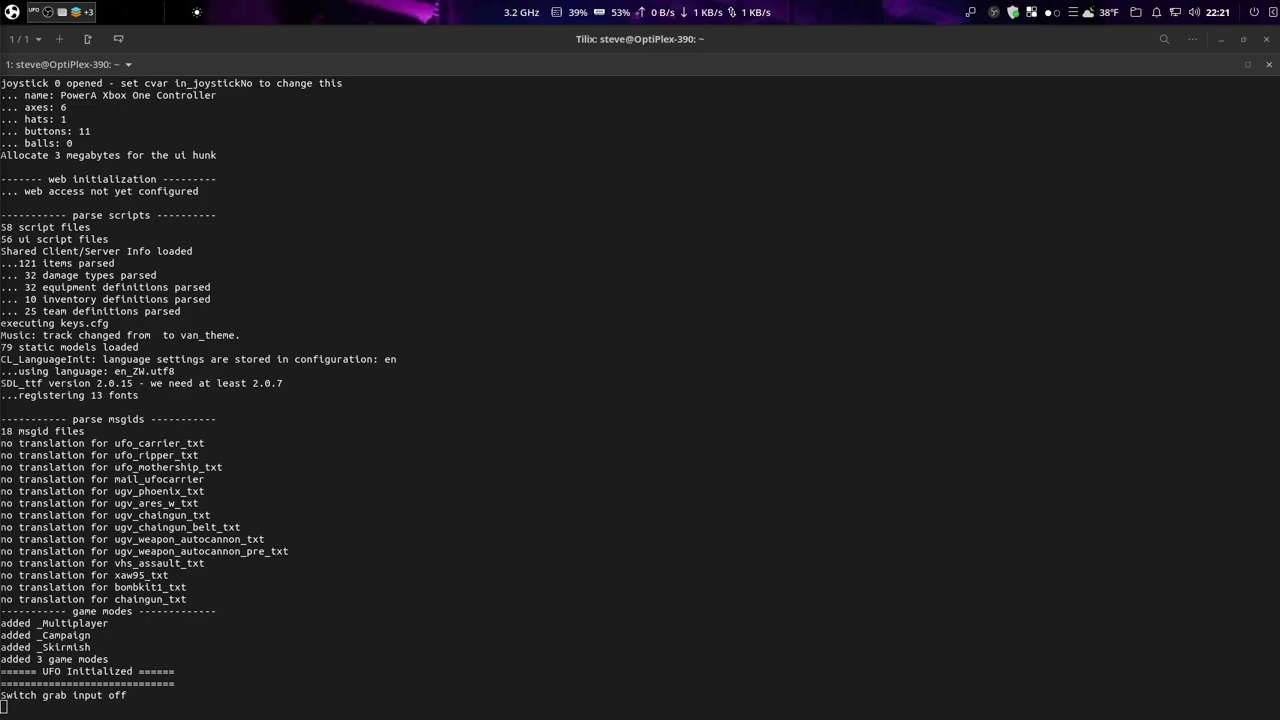 UFO +3 3.2 GHz 39% 53% ↑ 0 B/s ↓ 1 KB/s 1 KB/s 38°F 22:21
1 / 1 Tilix: steve@OptiPlex-390: ~
1: steve@OptiPlex-390: ~
joystick 0 opened - set cvar in_joystickNo to change this
... name: PowerA Xbox One Controller
... axes: 6
... hats: 1
... buttons: 11
... balls: 0
Allocate 3 megabytes for the ui hunk
------- web initialization ---------
... web access not yet configured
----------- parse scripts ----------
58 script files
56 ui script files
Shared Client/Server Info loaded
...121 items parsed
... 32 damage types parsed
... 32 equipment definitions parsed
... 10 inventory definitions parsed
... 25 team definitions parsed
executing keys.cfg
Music: track changed from  to van_theme.
79 static models loaded
CL_LanguageInit: language settings are stored in configuration: en
...using language: en_ZW.utf8
SDL_ttf version 2.0.15 - we need at least 2.0.7
...registering 13 fonts
----------- parse msgids -----------
18 msgid files
no translation for ufo_carrier_txt
no translation for ufo_ripper_txt
no translation for ufo_mothership_txt
no translation for mail_ufocarrier
no translation for ugv_phoenix_txt
no translation for ugv_ares_w_txt
no translation for ugv_chaingun_txt
no translation for ugv_chaingun_belt_txt
no translation for ugv_weapon_autocannon_txt
no translation for ugv_weapon_autocannon_pre_txt
no translation for vhs_assault_txt
no translation for xaw95_txt
no translation for bombkit1_txt
no translation for chaingun_txt
----------- game modes -------------
added _Multiplayer
added _Campaign
added _Skirmish
added 3 game modes
====== UFO Initialized ======
=============================
Switch grab input off